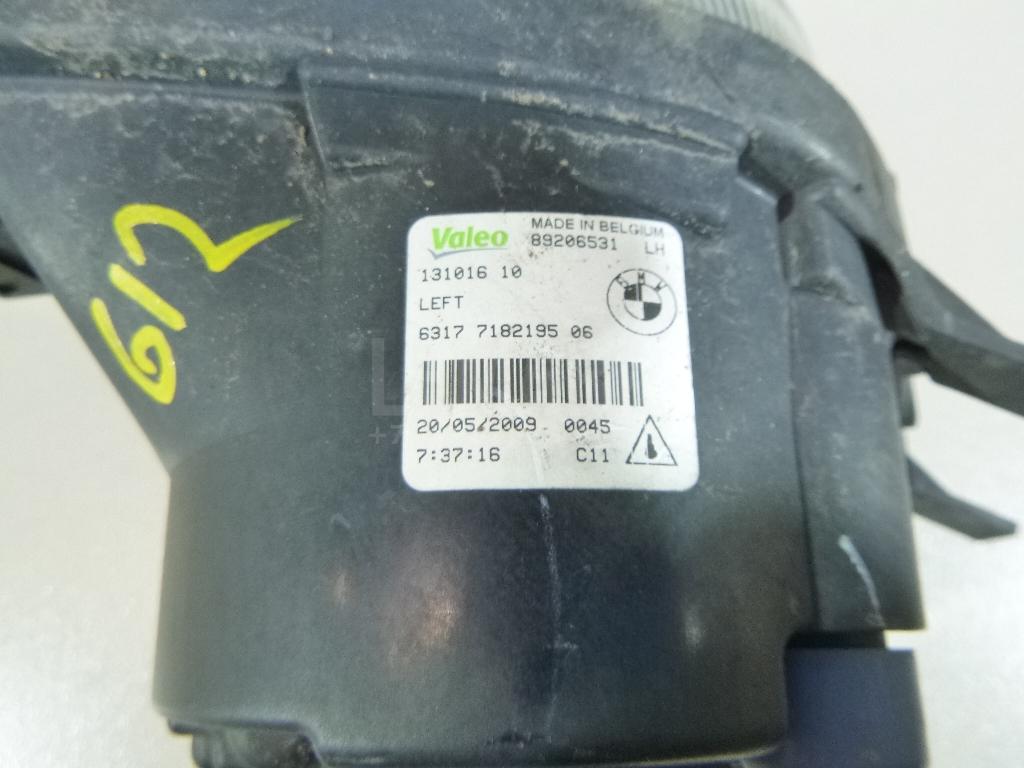 612
Valeo
MADE IN BELGIUM
89206531 LH
131016 10
LEFT
BMW
6317 7182195 06
20/05/2009 0045
7:37:16 C11